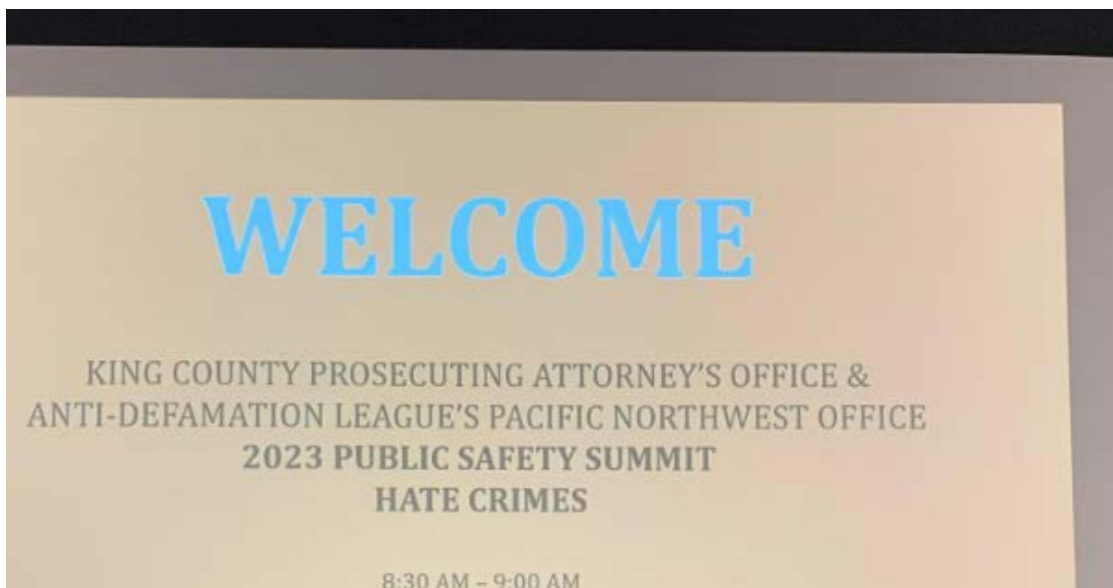 WELCOME
KING COUNTY PROSECUTING ATTORNEY'S OFFICE &
ANTI-DEFAMATION LEAGUE'S PACIFIC NORTHWEST OFFICE
2023 PUBLIC SAFETY SUMMIT
HATE CRIMES
8:30 AM – 9:00 AM